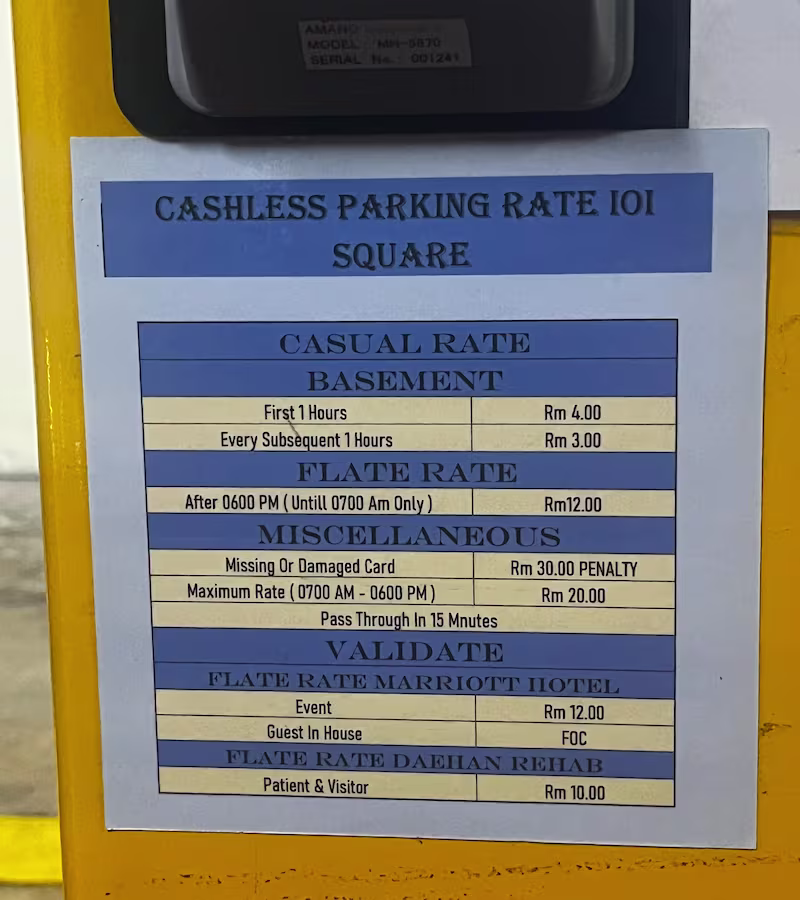 AMANO
MODEL MH-5870
SERIAL No. 001241
CASHLESS PARKING RATE IOI
SQUARE
CASUAL RATE
BASEMENT
First 1 Hours Rm 4.00
Every Subsequent 1 Hours Rm 3.00
FLATE RATE
After 0600 PM ( Untill 0700 Am Only ) Rm12.00
MISCELLANEOUS
Missing Or Damaged Card Rm 30.00 PENALTY
Maximum Rate ( 0700 AM - 0600 PM ) Rm 20.00
Pass Through In 15 Mnutes
VALIDATE
FLATE RATE MARRIOTT HOTEL
Event Rm 12.00
Guest In House FOC
FLATE RATE DAEHAN REHAB
Patient & Visitor Rm 10.00